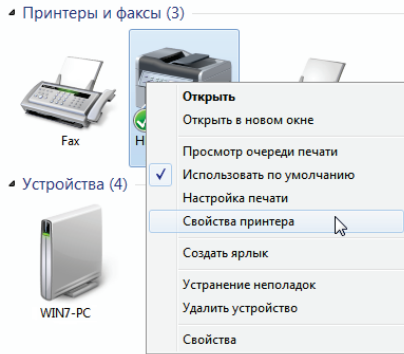 Принтеры и факсы (3)
Fax
H
Открыть
Открыть в новом окне
Просмотр очереди печати
Использовать по умолчанию
Настройка печати
Свойства принтера
Создать ярлык
Устранение неполадок
Удалить устройство
Свойства
Устройства (4)
WIN7-PC